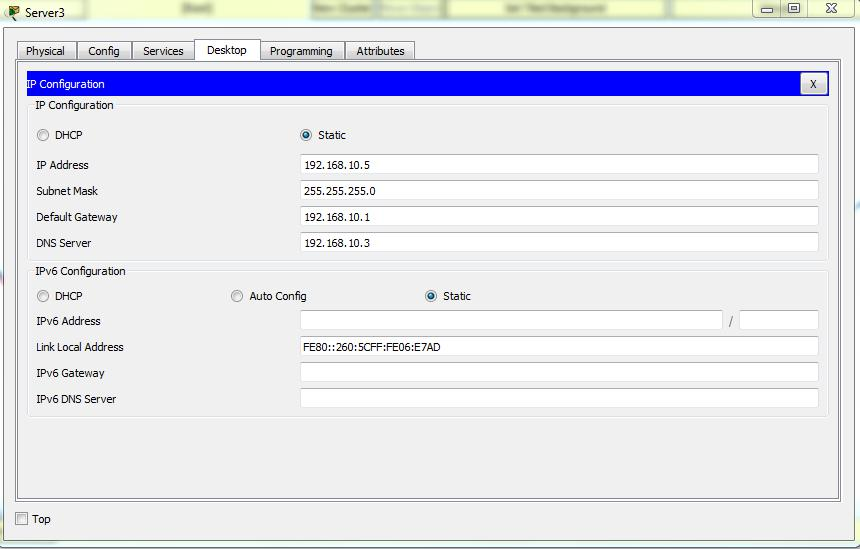 Server3
Physical Config Services Desktop Programming Attributes
IP Configuration X
IP Configuration
DHCP Static
IP Address 192.168.10.5
Subnet Mask 255.255.255.0
Default Gateway 192.168.10.1
DNS Server 192.168.10.3
IPv6 Configuration
DHCP Auto Config Static
IPv6 Address /
Link Local Address FE80::260:5CFF:FE06:E7AD
IPv6 Gateway
IPv6 DNS Server
Top